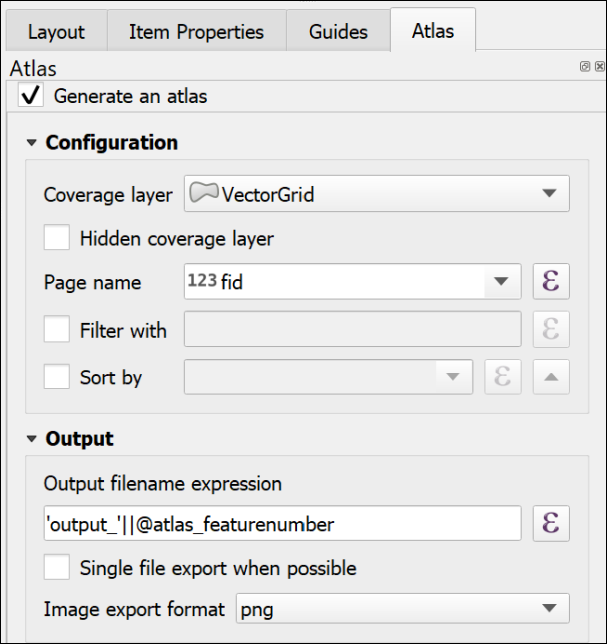 Layout Item Properties Guides Atlas
Atlas
Generate an atlas
Configuration
Coverage layer VectorGrid
Hidden coverage layer
Page name 123 fid ε
Filter with ε
Sort by ε
Output
Output filename expression
'output_'||@atlas_featurenumber ε
Single file export when possible
Image export format png